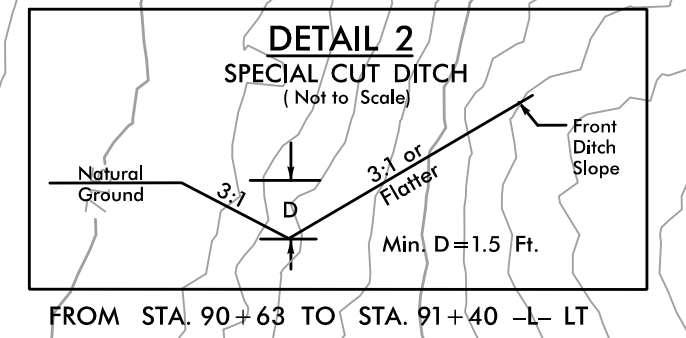 DETAIL 2
SPECIAL CUT DITCH
( Not to Scale)
Natural
Ground
3:1
D
3:1 or
Flatter
Front
Ditch
Slope
Min. D=1.5 Ft.
FROM STA. 90+63 TO STA. 91+40 -L- LT